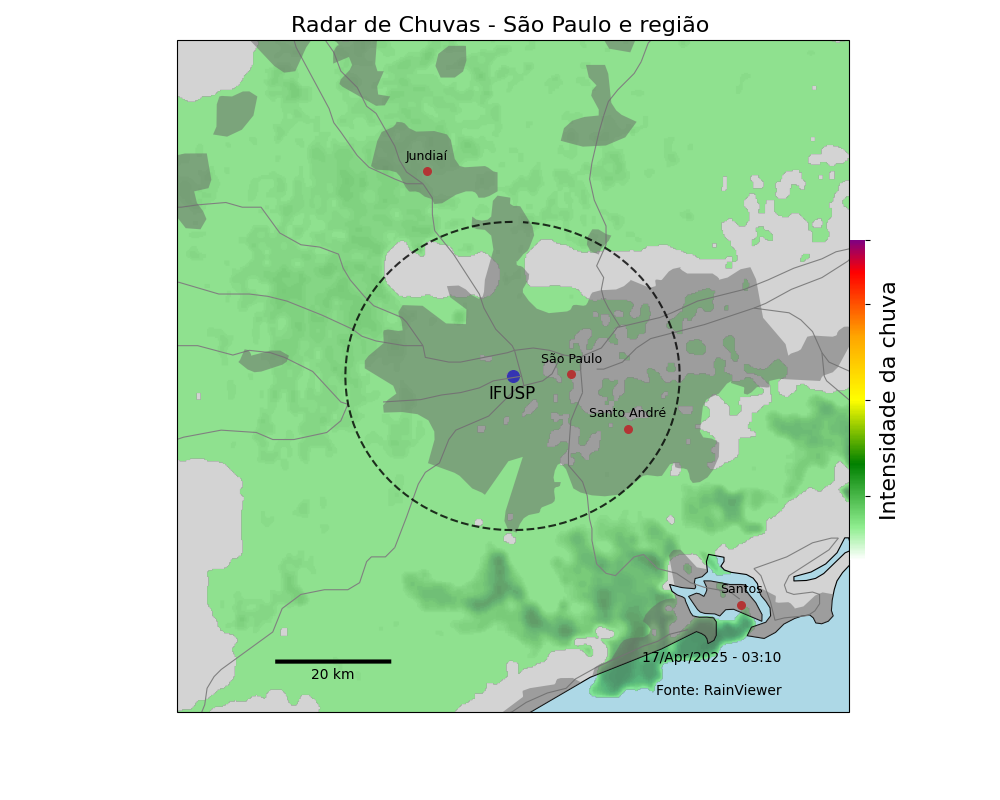 Radar de Chuvas - São Paulo e região
Jundiaí
São Paulo
IFUSP
Santo André
Intensidade da chuva
Santos
17/Apr/2025 - 03:10
20 km
Fonte: RainViewer